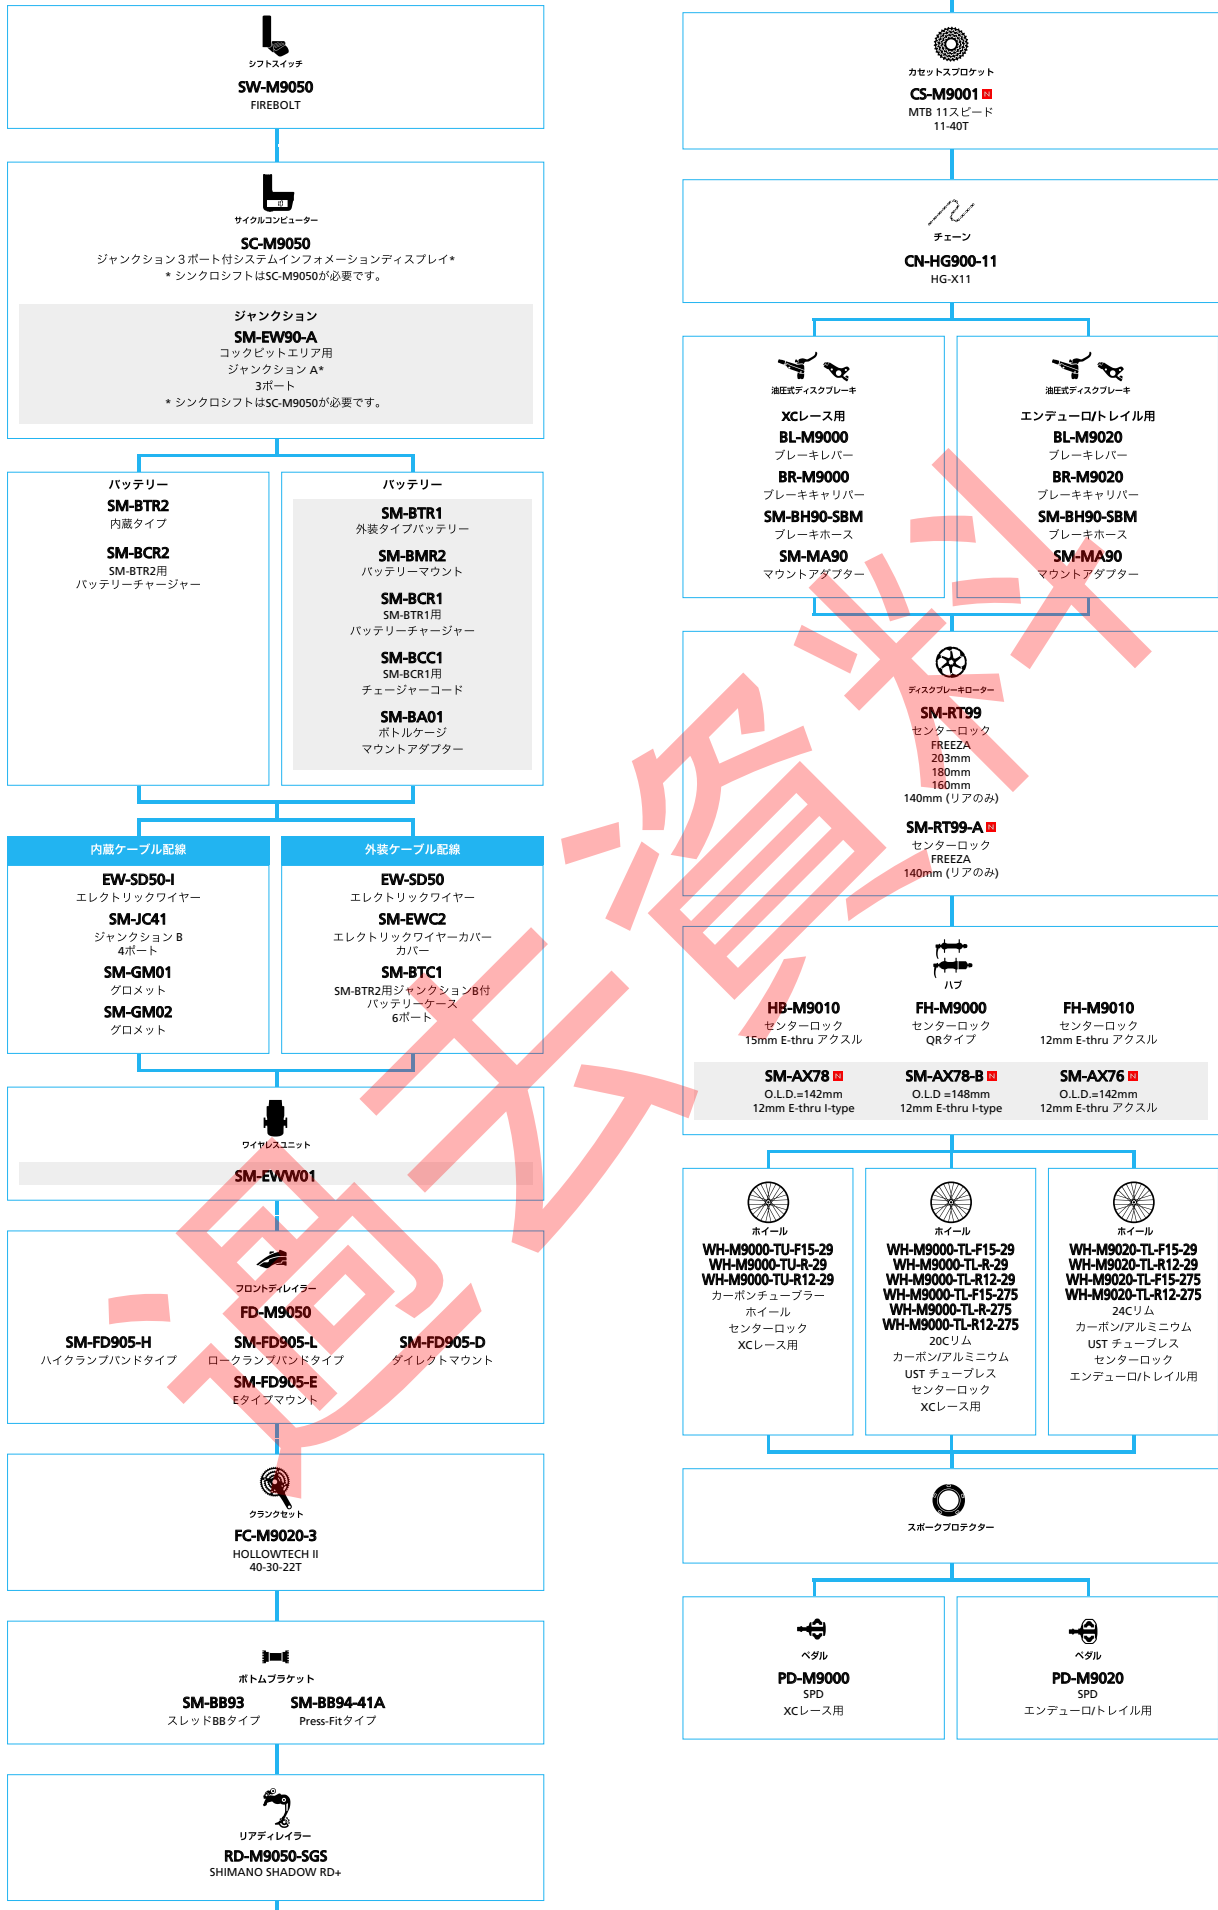 シフトスイッチ
SW-M9050
FIREBOLT
サイクルコンピューター
SC-M9050
ジャンクション３ポート付システムインフォメーションディスプレイ*
* シンクロシフトはSC-M9050が必要です。
ジャンクション
SM-EW90-A
コックピットエリア用
ジャンクション A*
3ポート
* シンクロシフトはSC-M9050が必要です。
バッテリー
SM-BTR2
内蔵タイプ
SM-BCR2
SM-BTR2用
バッテリーチャージャー
バッテリー
SM-BTR1
外装タイプバッテリー
SM-BMR2
バッテリーマウント
SM-BCR1
SM-BTR1用
バッテリーチャージャー
SM-BCC1
SM-BCR1用
チェージャーコード
SM-BA01
ボトルケージ
マウントアダプター
内蔵ケーブル配線
EW-SD50-I
エレクトリックワイヤー
SM-JC41
ジャンクション B
4ポート
SM-GM01
グロメット
SM-GM02
グロメット
外装ケーブル配線
EW-SD50
エレクトリックワイヤー
SM-EWC2
エレクトリックワイヤーカバー
カバー
SM-BTC1
SM-BTR2用ジャンクションB付
バッテリーケース
6ポート
ワイヤレスユニット
SM-EWW01
フロントディレイラー
FD-M9050
SM-FD905-H
ハイクランプバンドタイプ
SM-FD905-L
ロークランプバンドタイプ
SM-FD905-D
ダイレクトマウント
SM-FD905-E
Eタイプマウント
クランクセット
FC-M9020-3
HOLLOWTECH II
40-30-22T
ボトムブラケット
SM-BB93
スレッドBBタイプ
SM-BB94-41A
Press-Fitタイプ
リアディレイラー
RD-M9050-SGS
SHIMANO SHADOW RD+
カセットスプロケット
CS-M9001 N
MTB 11スピード
11-40T
チェーン
CN-HG900-11
HG-X11
油圧式ディスクブレーキ
XCレース用
BL-M9000
ブレーキレバー
BR-M9000
ブレーキキャリパー
SM-BH90-SBM
ブレーキホース
SM-MA90
マウントアダプター
油圧式ディスクブレーキ
エンデューロ/トレイル用
BL-M9020
ブレーキレバー
BR-M9020
ブレーキキャリパー
SM-BH90-SBM
ブレーキホース
SM-MA90
マウントアダプター
ディスクブレーキローター
SM-RT99
センターロック
FREEZA
203mm
180mm
160mm
140mm (リアのみ)
SM-RT99-A N
センターロック
FREEZA
140mm (リアのみ)
ハブ
HB-M9010
センターロック
15mm E-thru アクスル
FH-M9000
センターロック
QRタイプ
FH-M9010
センターロック
12mm E-thru アクスル
SM-AX78 N
O.L.D.=142mm
12mm E-thru I-type
SM-AX78-B N
O.L.D =148mm
12mm E-thru I-type
SM-AX76 N
O.L.D.=142mm
12mm E-thru アクスル
ホイール
WH-M9000-TU-F15-29
WH-M9000-TU-R-29
WH-M9000-TU-R12-29
カーボンチューブラー
ホイール
センターロック
XCレース用
ホイール
WH-M9000-TL-F15-29
WH-M9000-TL-R-29
WH-M9000-TL-R12-29
WH-M9000-TL-F15-275
WH-M9000-TL-R-275
WH-M9000-TL-R12-275
20Cリム
カーボン/アルミニウム
UST チューブレス
センターロック
XCレース用
ホイール
WH-M9020-TL-F15-29
WH-M9020-TL-R12-29
WH-M9020-TL-F15-275
WH-M9020-TL-R12-275
24Cリム
カーボン/アルミニウム
UST チューブレス
センターロック
エンデューロ/トレイル用
スポークプロテクター
ペダル
PD-M9000
SPD
XCレース用
ペダル
PD-M9020
SPD
エンデューロ/トレイル用
過去資料